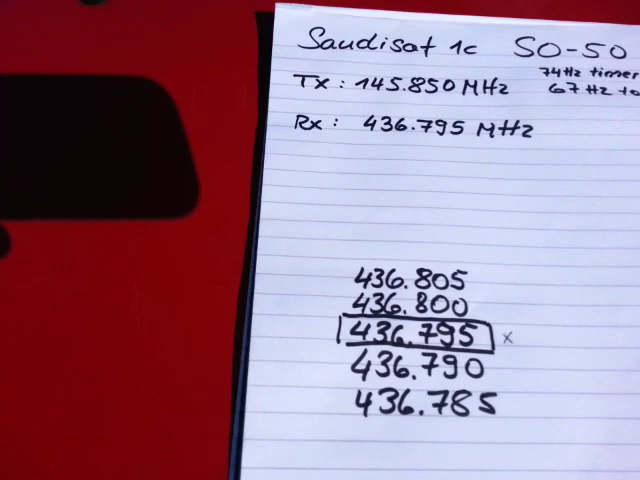 Saudisat 1c SO-50
74Hz timer
Tx: 145.850 MHz 67 Hz to
Rx: 436.795 MHz
436.805
436.800
436.795 x
436.790
436.785